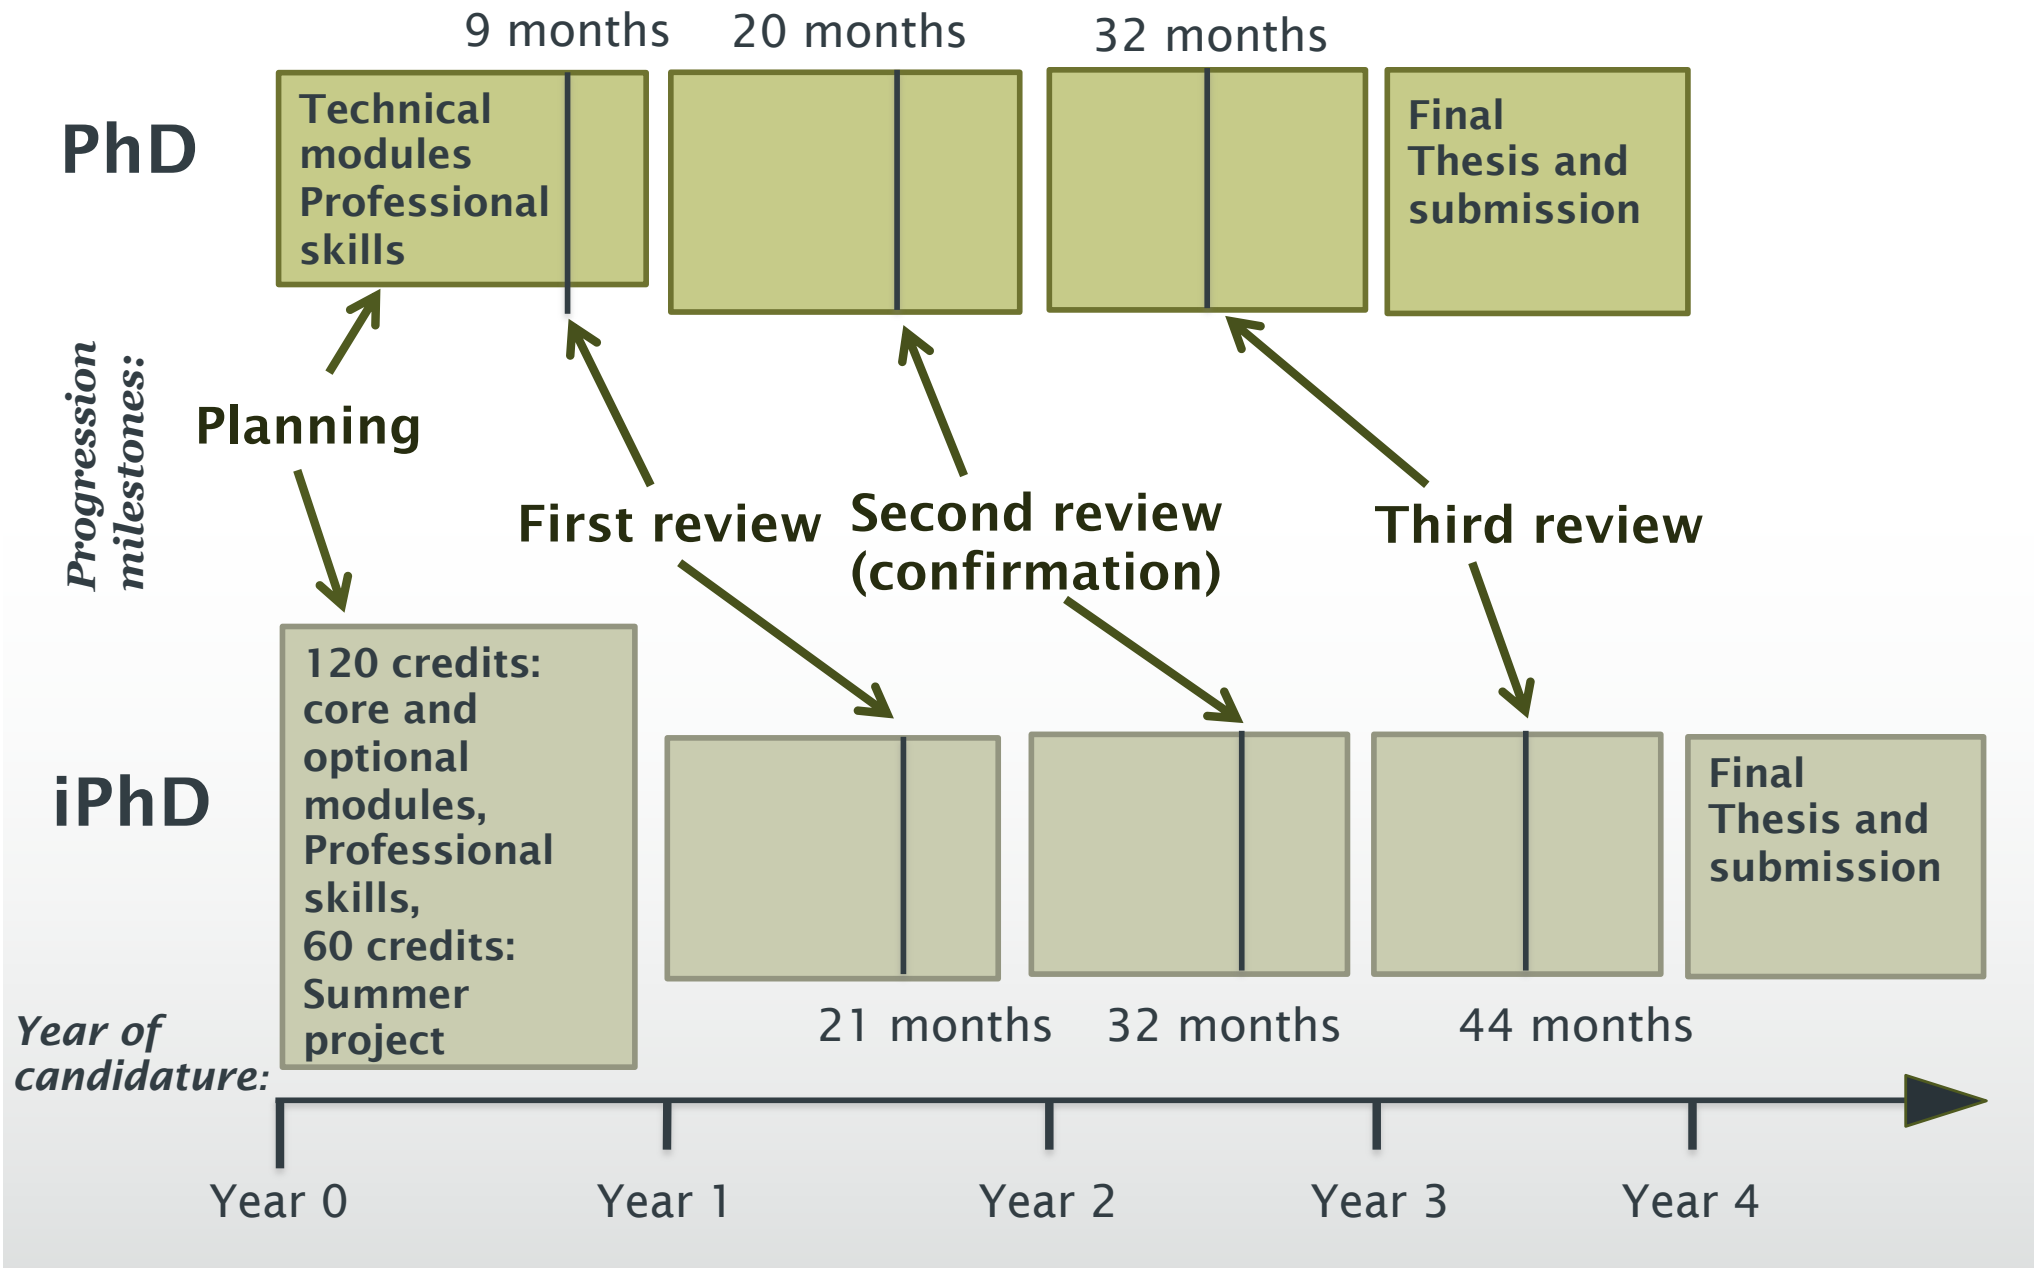 9 months
20 months
32 months
PhD
Technical
modules
Professional
skills
Final
Thesis and
submission
Progression
milestones:
Planning
First review
Second review
(confirmation)
Third review
iPhD
120 credits:
core and
optional
modules,
Professional
skills,
60 credits:
Summer
project
Final
Thesis and
submission
21 months
32 months
44 months
Year of
candidature:
Year 0
Year 1
Year 2
Year 3
Year 4